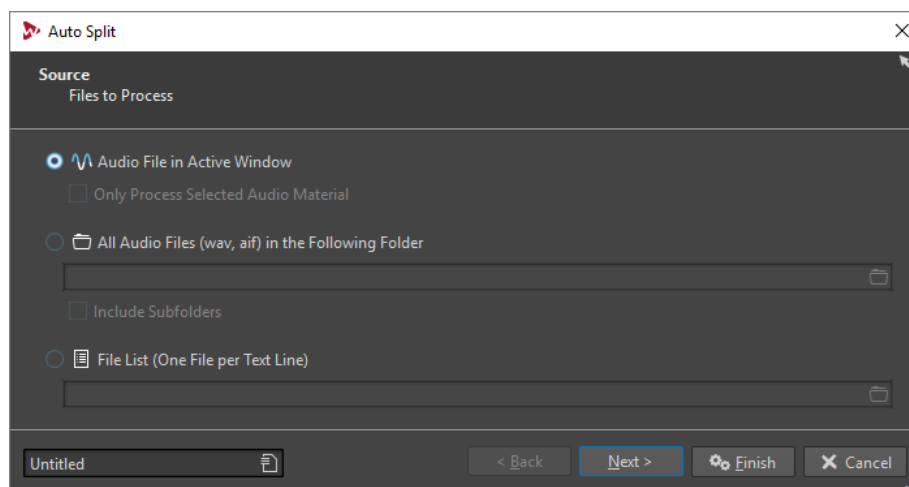 Auto Split
Source
Files to Process
Audio File in Active Window
Only Process Selected Audio Material
All Audio Files (wav, aif) in the Following Folder
Include Subfolders
File List (One File per Text Line)
Untitled
< Back
Next >
Finish
Cancel